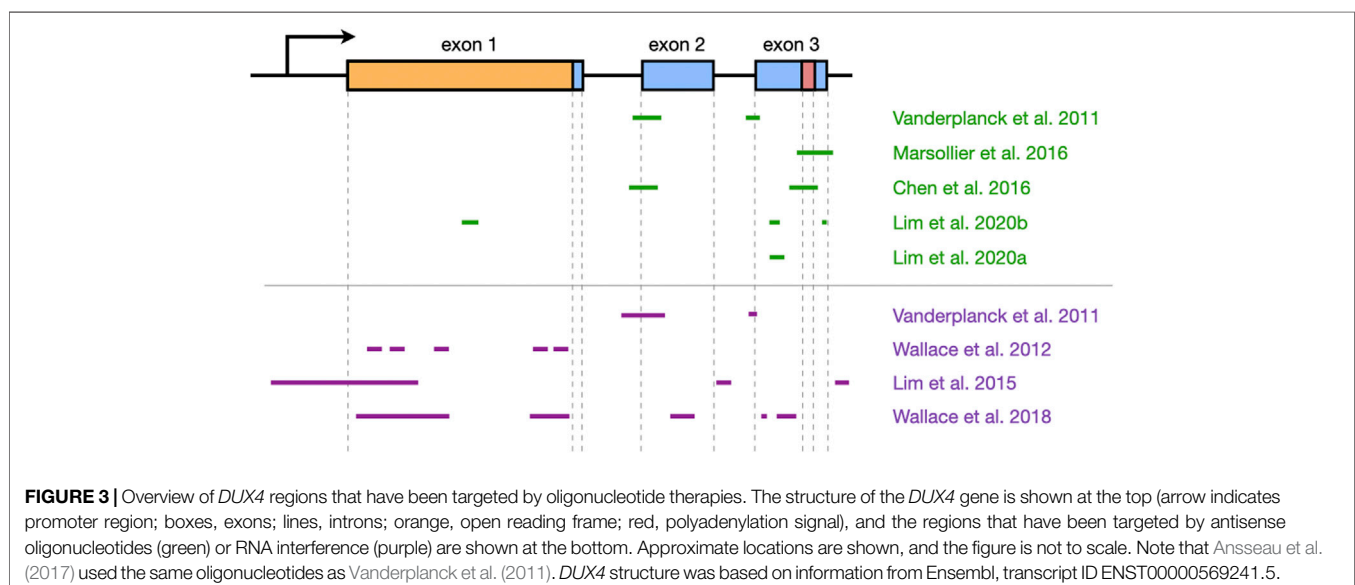 exon 1 exon 2 exon 3
Vanderplanck et al. 2011
Marsollier et al. 2016
Chen et al. 2016
Lim et al. 2020b
Lim et al. 2020a
Vanderplanck et al. 2011
Wallace et al. 2012
Lim et al. 2015
Wallace et al. 2018
FIGURE 3 | Overview of DUX4 regions that have been targeted by oligonucleotide therapies. The structure of the DUX4 gene is shown at the top (arrow indicates
promoter region; boxes, exons; lines, introns; orange, open reading frame; red, polyadenylation signal), and the regions that have been targeted by antisense
oligonucleotides (green) or RNA interference (purple) are shown at the bottom. Approximate locations are shown, and the figure is not to scale. Note that Ansseau et al.
(2017) used the same oligonucleotides as Vanderplanck et al. (2011). DUX4 structure was based on information from Ensembl, transcript ID ENST00000569241.5.